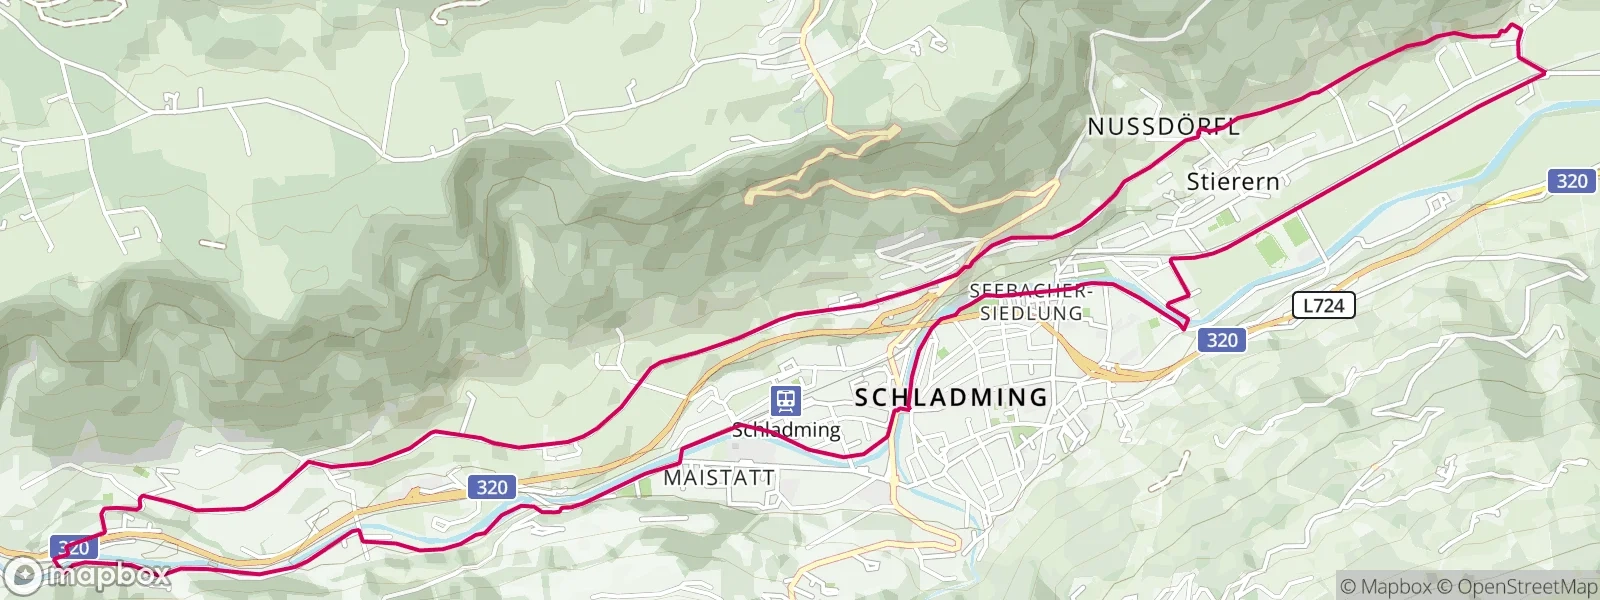 NUSSDÖRFL
Stierern
320
SEEBACHER-
SIEDLUNG
L724
320
SCHLADMING
Schladming
MAISTATT
320
320
mapbox
© Mapbox © OpenStreetMap